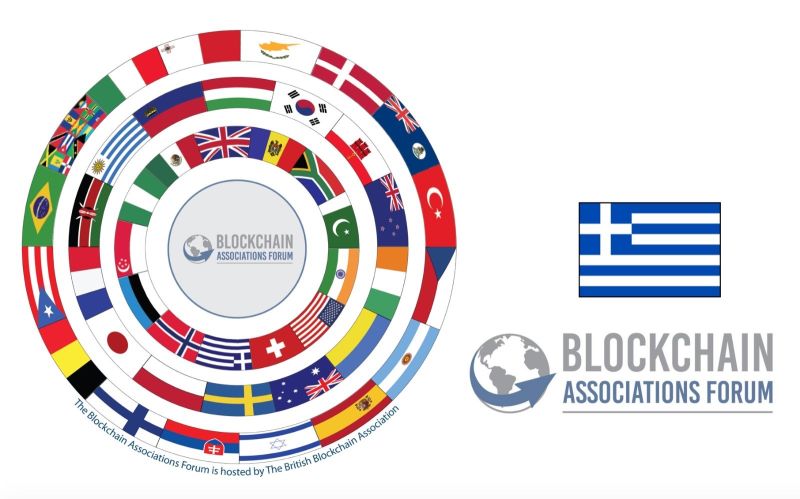 BLOCKCHAIN
ASSOCIATIONS FORUM
The Blockchain Associations Forum is hosted by The British Blockchain Association
BLOCKCHAIN
ASSOCIATIONS FORUM